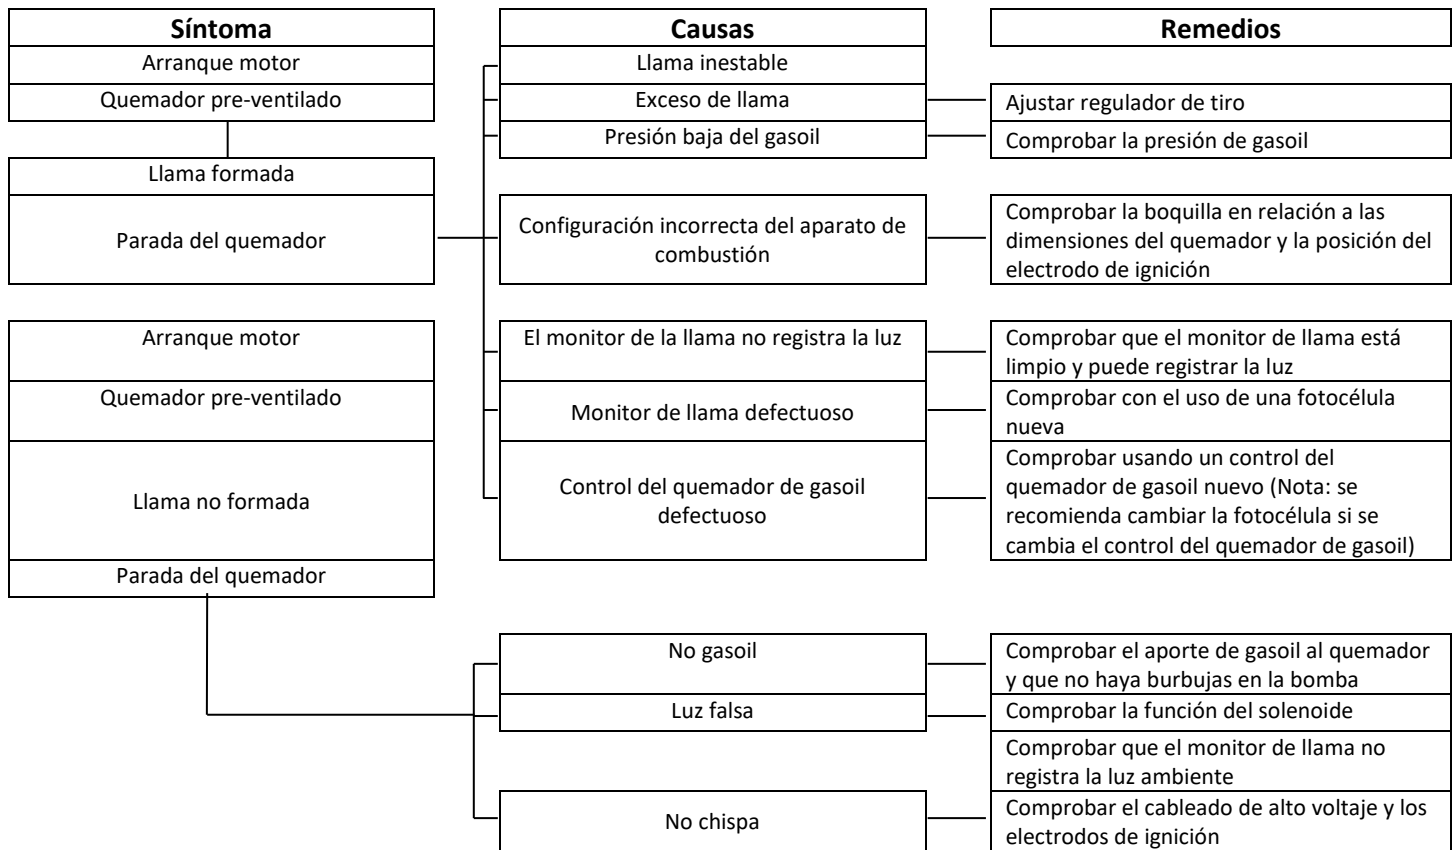 Síntoma
Causas
Remedios
Arranque motor
Llama inestable
Quemador pre-ventilado
Exceso de llama
Ajustar regulador de tiro
Presión baja del gasoil
Comprobar la presión de gasoil
Llama formada
Parada del quemador
Configuración incorrecta del aparato de
combustión
Comprobar la boquilla en relación a las
dimensiones del quemador y la posición del
electrodo de ignición
Arranque motor
El monitor de la llama no registra la luz
Comprobar que el monitor de llama está
limpio y puede registrar la luz
Quemador pre-ventilado
Monitor de llama defectuoso
Comprobar con el uso de una fotocélula
nueva
Llama no formada
Control del quemador de gasoil
defectuoso
Comprobar usando un control del
quemador de gasoil nuevo (Nota: se
recomienda cambiar la fotocélula si se
cambia el control del quemador de gasoil)
Parada del quemador
No gasoil
Comprobar el aporte de gasoil al quemador
y que no haya burbujas en la bomba
Luz falsa
Comprobar la función del solenoide
Comprobar que el monitor de llama no
registra la luz ambiente
No chispa
Comprobar el cableado de alto voltaje y los
electrodos de ignición